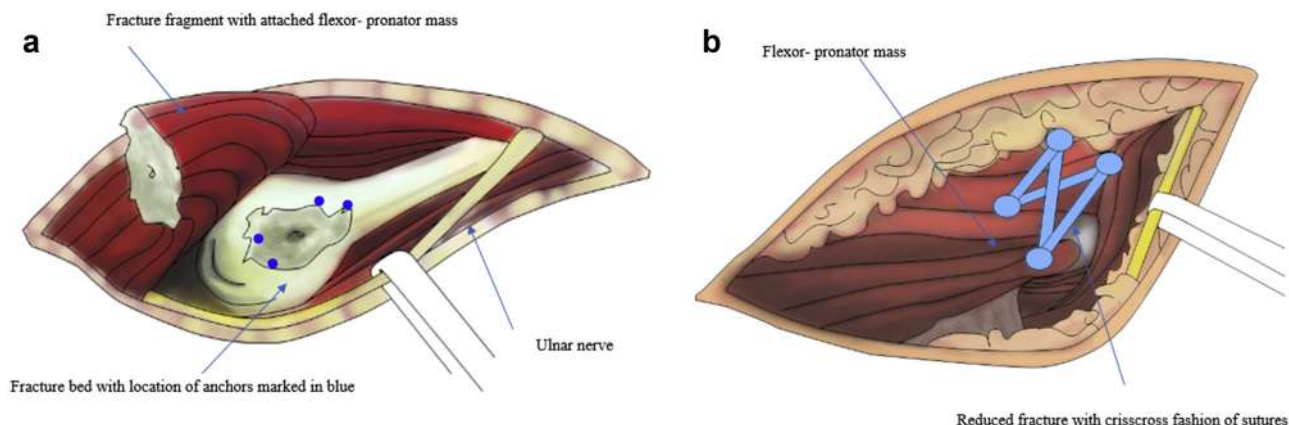 Fracture fragment with attached flexor- pronator mass
a
b
Flexor- pronator mass
Ulnar nerve
Fracture bed with location of anchors marked in blue
Reduced fracture with crisscross fashion of sutures